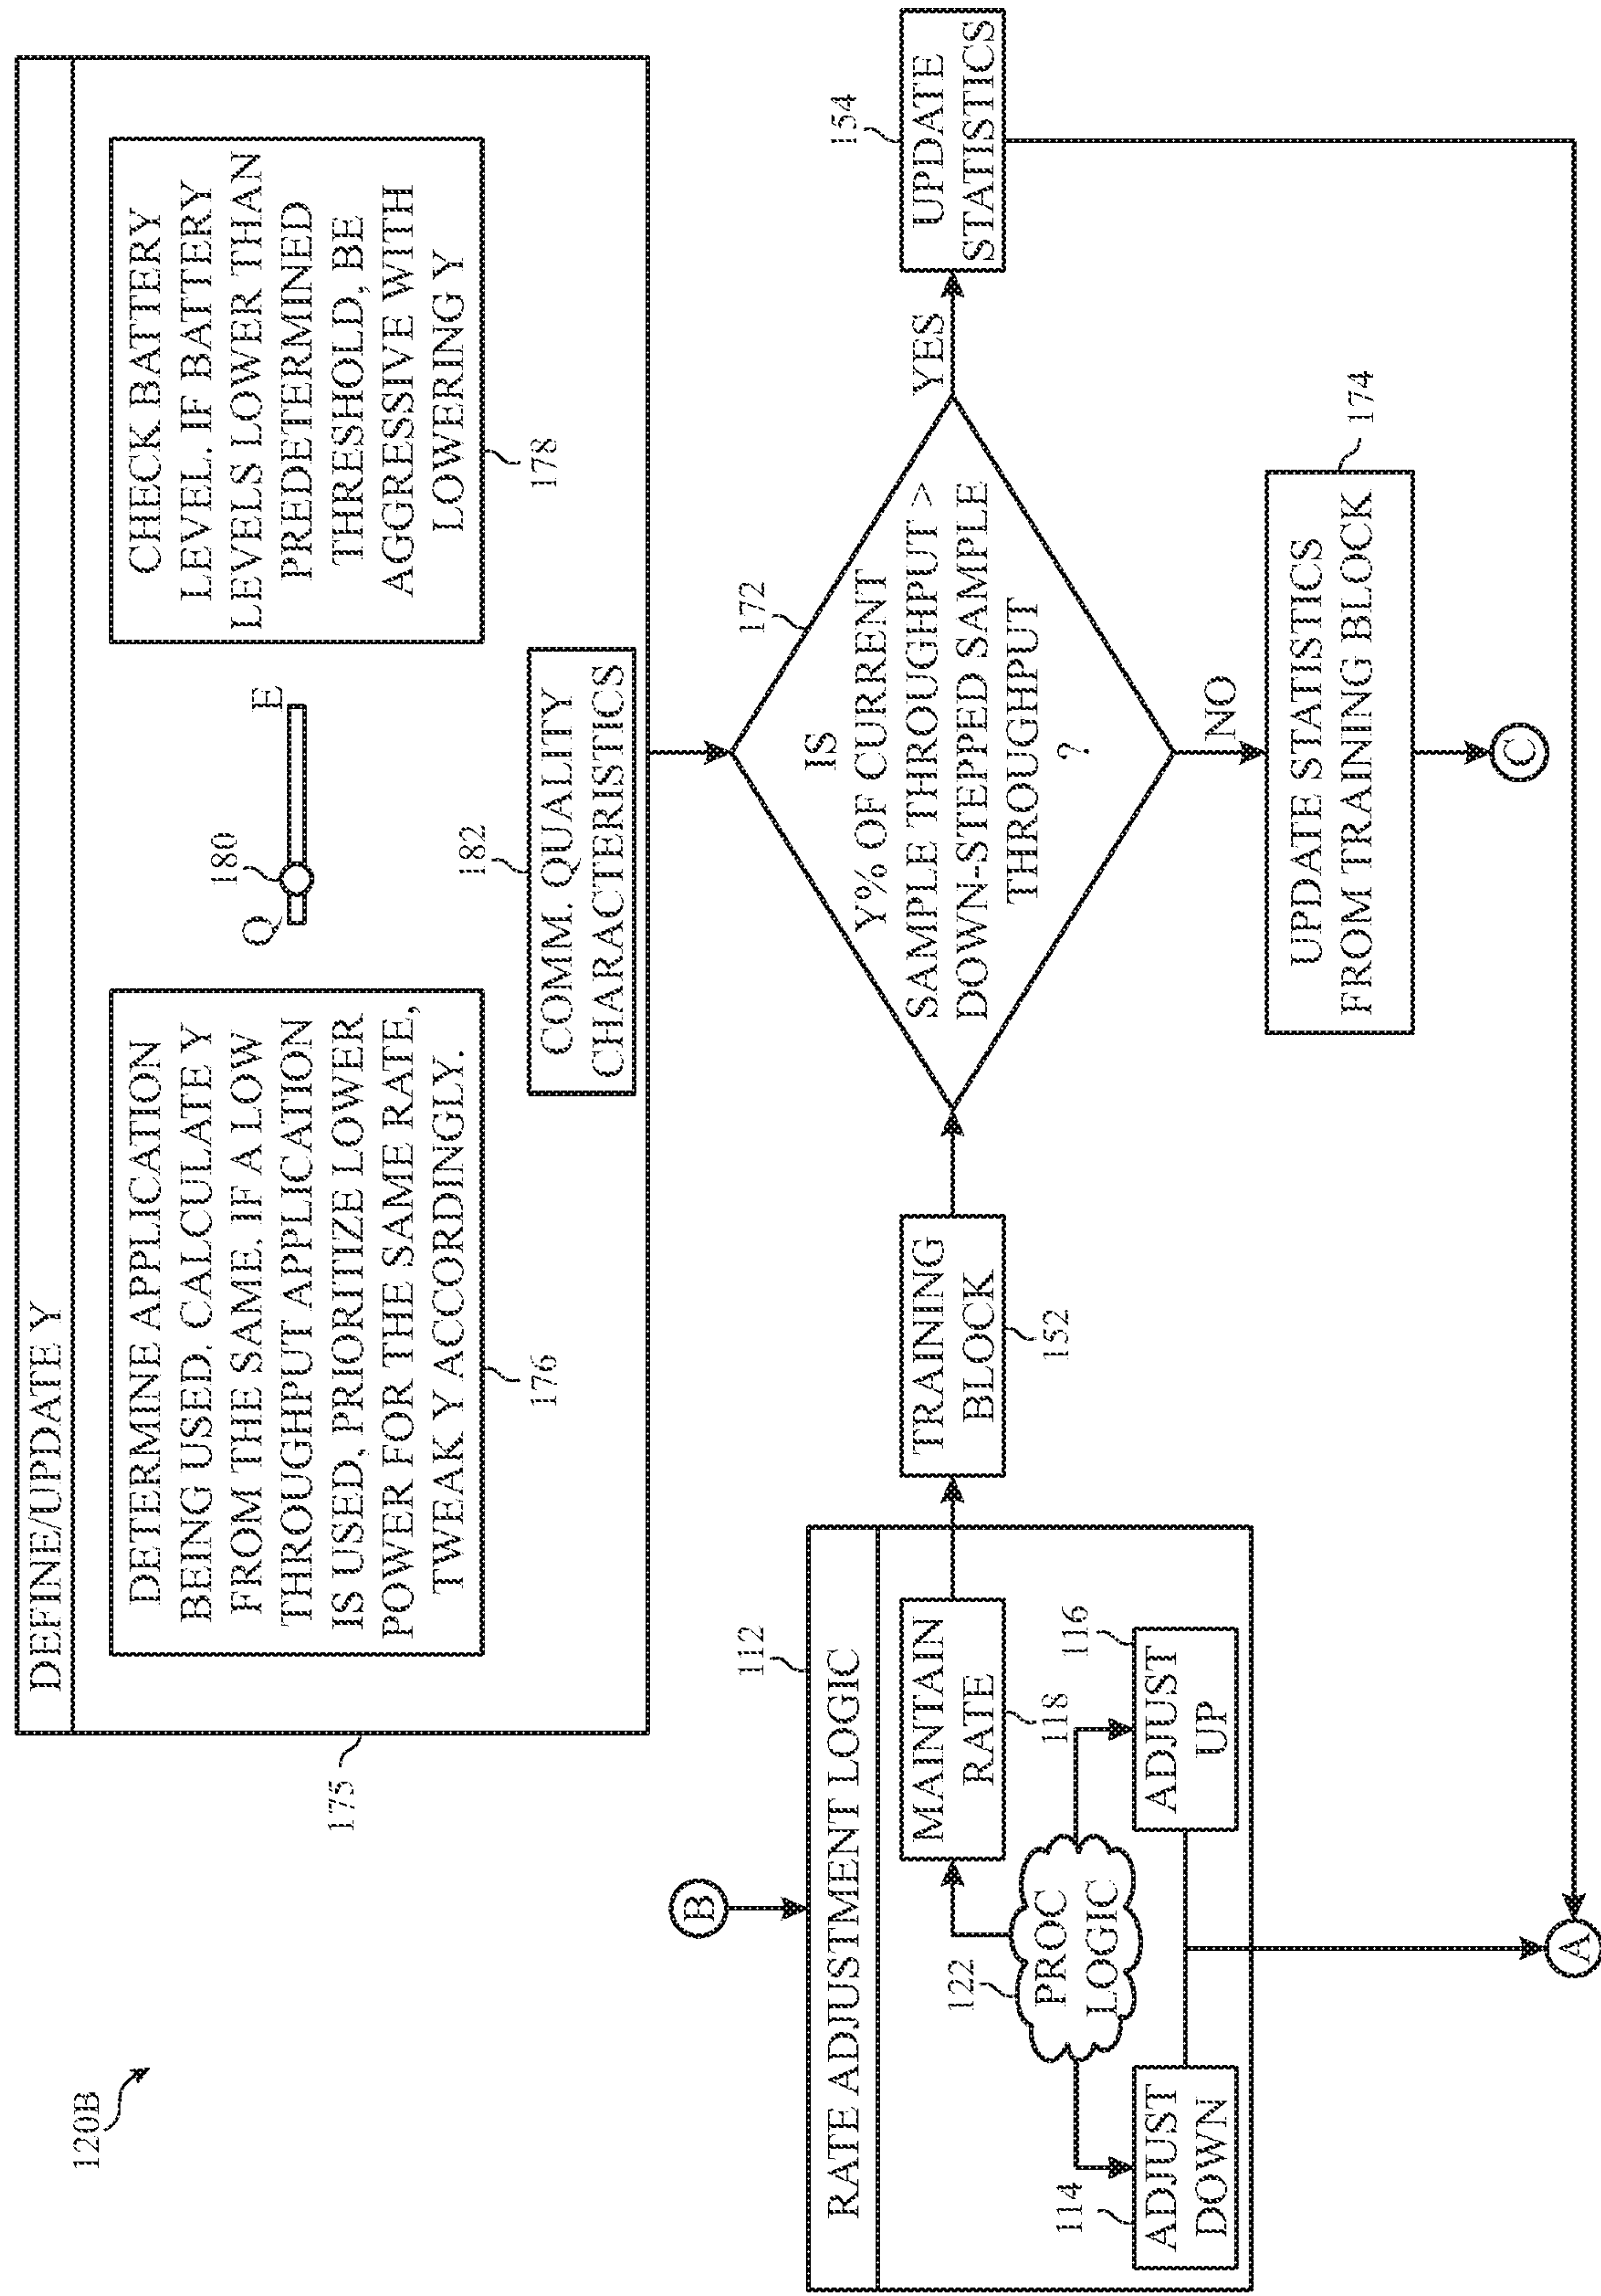 120B
DEFINE/UPDATE Y
175
DETERMINE APPLICATION
BEING USED. CALCULATE Y
FROM THE SAME. IF A LOW
THROUGHPUT APPLICATION
IS USED, PRIORITIZE LOWER
POWER FOR THE SAME RATE,
TWEAK Y ACCORDINGLY.
176
Q
180
E
CHECK BATTERY
LEVEL. IF BATTERY
LEVELS LOWER THAN
PREDETERMINED
THRESHOLD, BE
AGGRESSIVE WITH
LOWERING Y
178
182
COMM. QUALITY
CHARACTERISTICS
B
112
RATE ADJUSTMENT LOGIC
MAINTAIN
RATE
118
122
PROC
LOGIC
114
ADJUST
DOWN
116
ADJUST
UP
TRAINING
BLOCK
152
172
IS
Y% OF CURRENT
SAMPLE THROUGHPUT >
DOWN-STEPPED SAMPLE
THROUGHPUT
?
YES
154
UPDATE
STATISTICS
NO
UPDATE STATISTICS
FROM TRAINING BLOCK
174
C
A